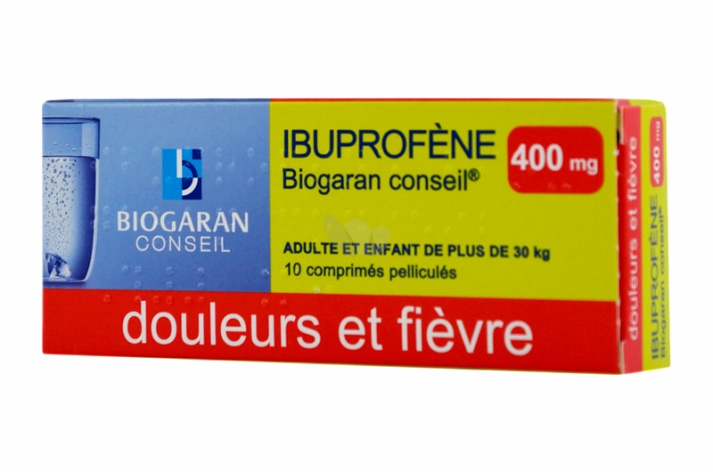 IBUPROFÈNE
400 mg
Biogaran conseil®
BIOGARAN
CONSEIL
ADULTE ET ENFANT DE PLUS DE 30 kg
10 comprimés pelliculés
douleurs et fièvre
douleurs et fièvre
IBUPROFÈNE 400 mg
Biogaran conseil®